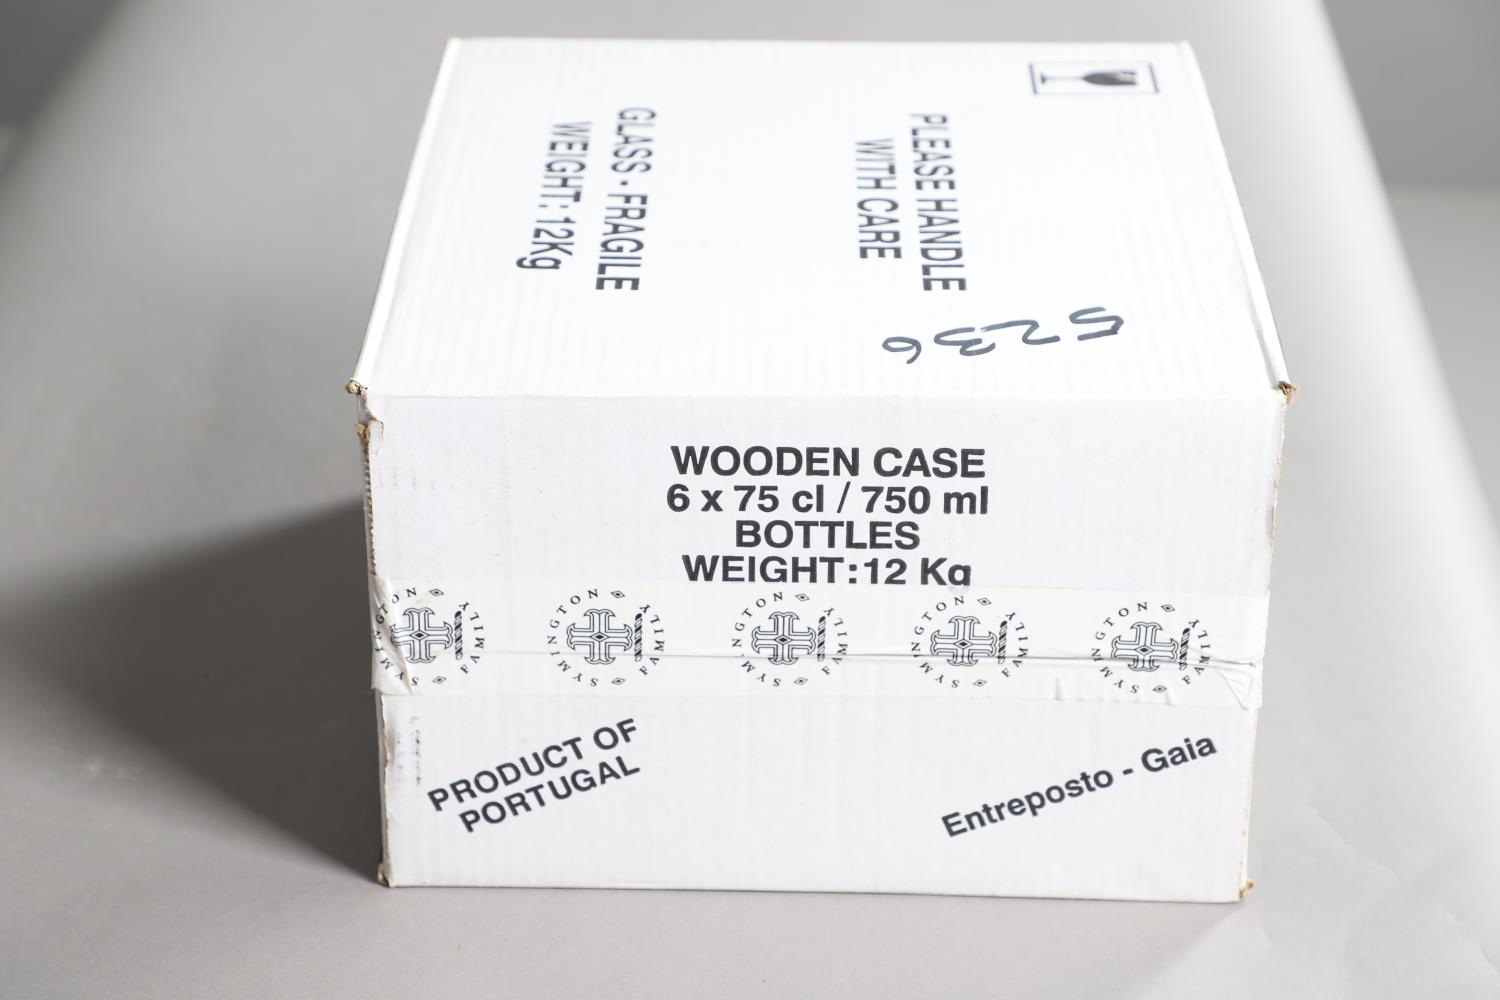 GLASS - FRAGILE
WEIGHT: 12Kg
PLEASE HANDLE
WITH CARE
5236
WOODEN CASE
6 x 75 cl / 750 ml
BOTTLES
WEIGHT: 12 Kg
SYMINGTON FAMILY
SYMINGTON FAMILY
SYMINGTON FAMILY
SYMINGTON FAMILY
SYMINGTON FAMILY
PRODUCT OF
PORTUGAL
Entreposto - Gaia